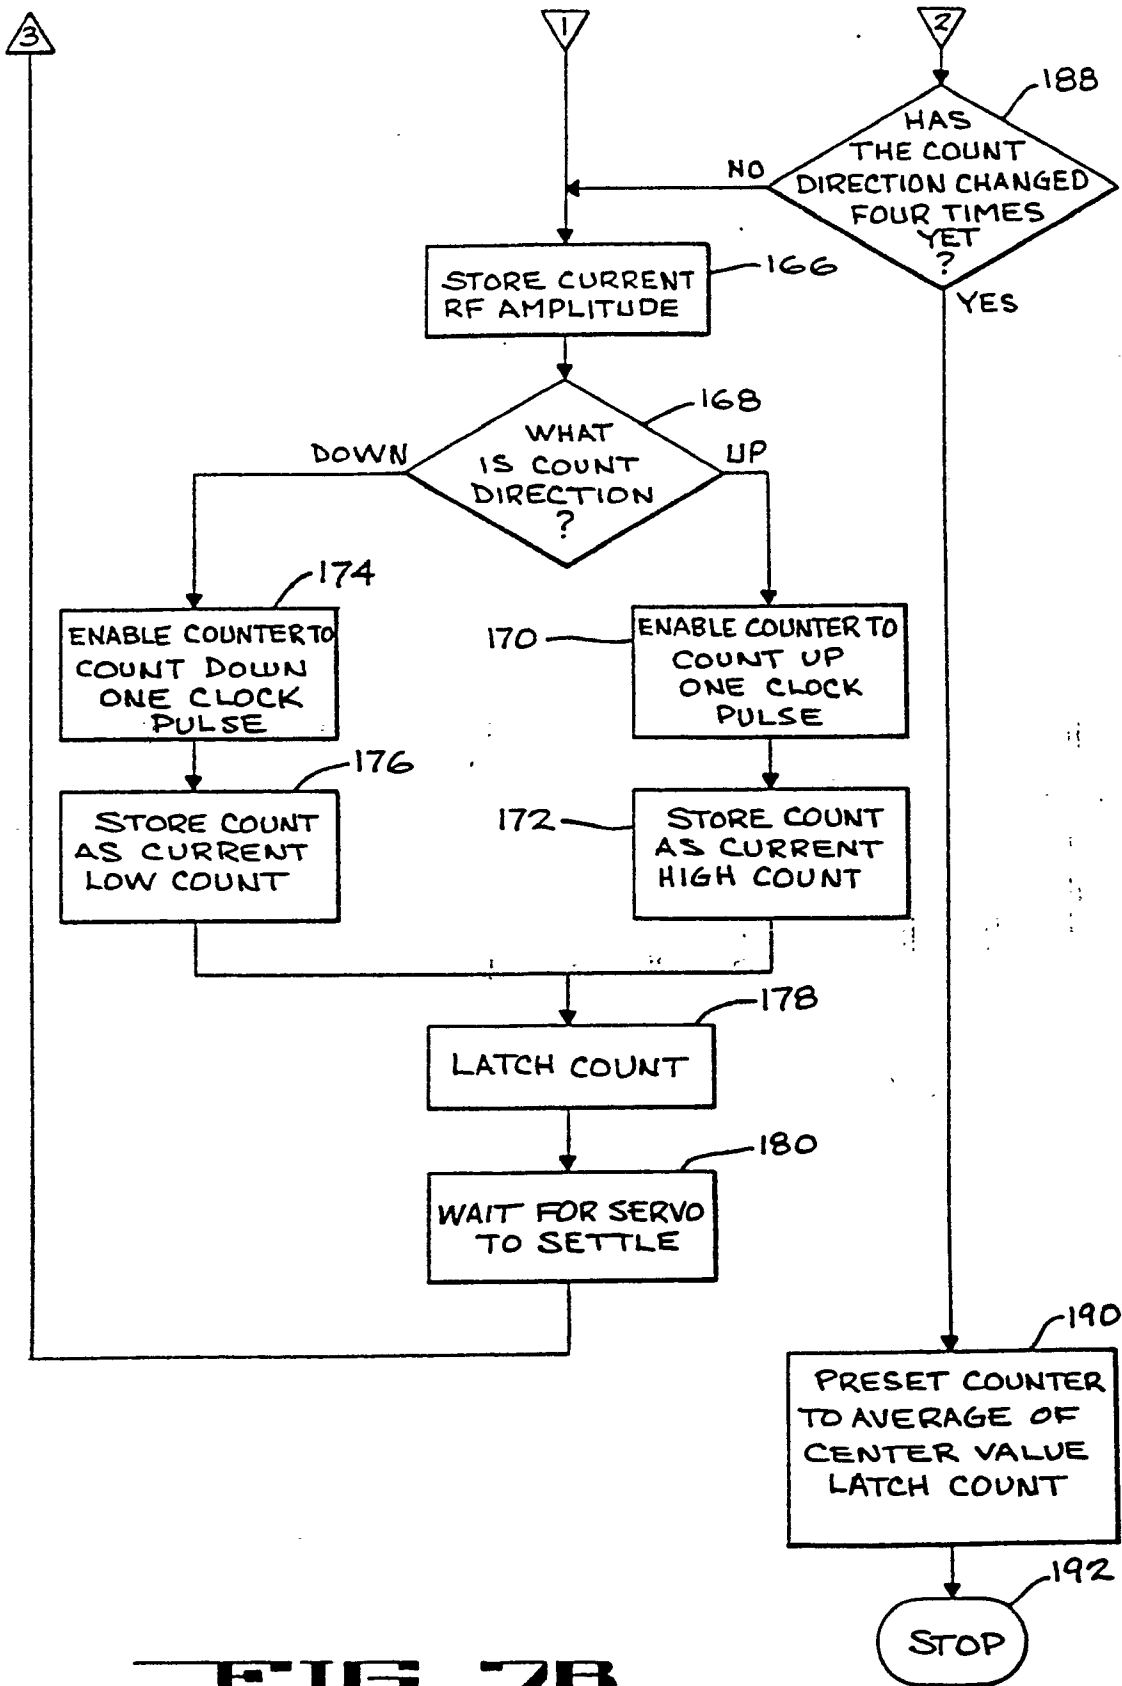 3
1
2
188
HAS
THE COUNT
DIRECTION CHANGED
FOUR TIMES
YET
?
NO
YES
STORE CURRENT
RF AMPLITUDE
166
168
WHAT
IS COUNT
DIRECTION
?
DOWN
UP
174
ENABLE COUNTER TO
COUNT DOWN
ONE CLOCK
PULSE
170
ENABLE COUNTER TO
COUNT UP
ONE CLOCK
PULSE
176
STORE COUNT
AS CURRENT
LOW COUNT
172
STORE COUNT
AS CURRENT
HIGH COUNT
178
LATCH COUNT
180
WAIT FOR SERVO
TO SETTLE
190
PRESET COUNTER
TO AVERAGE OF
CENTER VALUE
LATCH COUNT
192
STOP
FIG 7B